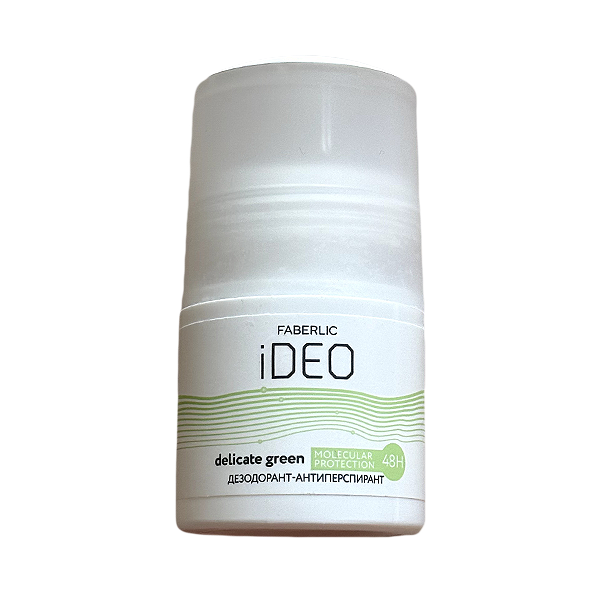 FABERLIC
iDEO
delicate green
MOLECULAR
PROTECTION
48H
ДЕЗОДОРАНТ-АНТИПЕРСПИРАНТ